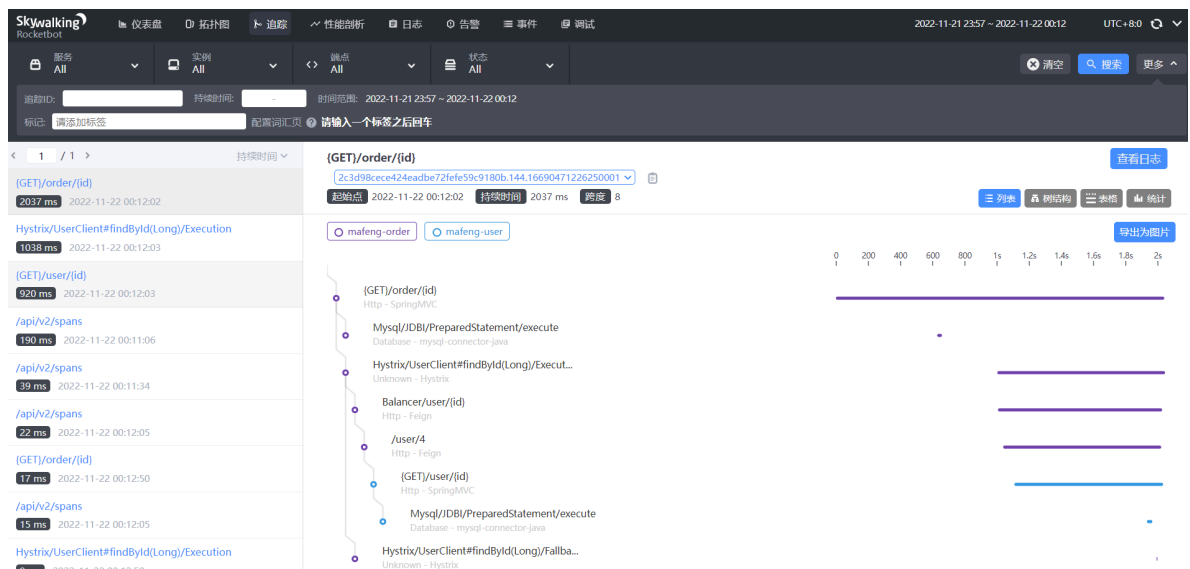 Skywalking
Rocketbot
仪表盘 拓扑图 追踪 性能剖析 日志 告警 事件 调试
2022-11-21 23:57 ~ 2022-11-22 00:12 UTC+8:0
服务 All 实例 All 端点 All 状态 All
清空 搜索 更多
追踪ID: 持续时间: - 时间范围: 2022-11-21 23:57 ~ 2022-11-22 00:12
标记: 请添加标签 配置词汇页 请输入一个标签之后回车
1 / 1 持续时间
{GET}/order/{id}
2037 ms 2022-11-22 00:12:02
Hystrix/UserClient#findById(Long)/Execution
1038 ms 2022-11-22 00:12:03
{GET}/user/{id}
920 ms 2022-11-22 00:12:03
/api/v2/spans
190 ms 2022-11-22 00:11:06
/api/v2/spans
39 ms 2022-11-22 00:11:34
/api/v2/spans
22 ms 2022-11-22 00:12:05
{GET}/order/{id}
17 ms 2022-11-22 00:12:50
/api/v2/spans
15 ms 2022-11-22 00:12:05
Hystrix/UserClient#findById(Long)/Execution
{GET}/order/{id}
查看日志
2c3d98cece424eadbe72fefe59c9180b.144.16690471226250001
起始点 2022-11-22 00:12:02 持续时间 2037 ms 跨度 8
列表 树结构 表格 统计
mafeng-order mafeng-user
导出为图片
0 200 400 600 800 1s 1.2s 1.4s 1.6s 1.8s 2s
{GET}/order/{id}
Http - SpringMVC
Mysql/JDBI/PreparedStatement/execute
Database - mysql-connector-java
Hystrix/UserClient#findById(Long)/Execut...
Unknown - Hystrix
Balancer/user/{id}
Http - Feign
/user/4
Http - Feign
{GET}/user/{id}
Http - SpringMVC
Mysql/JDBI/PreparedStatement/execute
Database - mysql-connector-java
Hystrix/UserClient#findById(Long)/Fallba...
Unknown - Hystrix